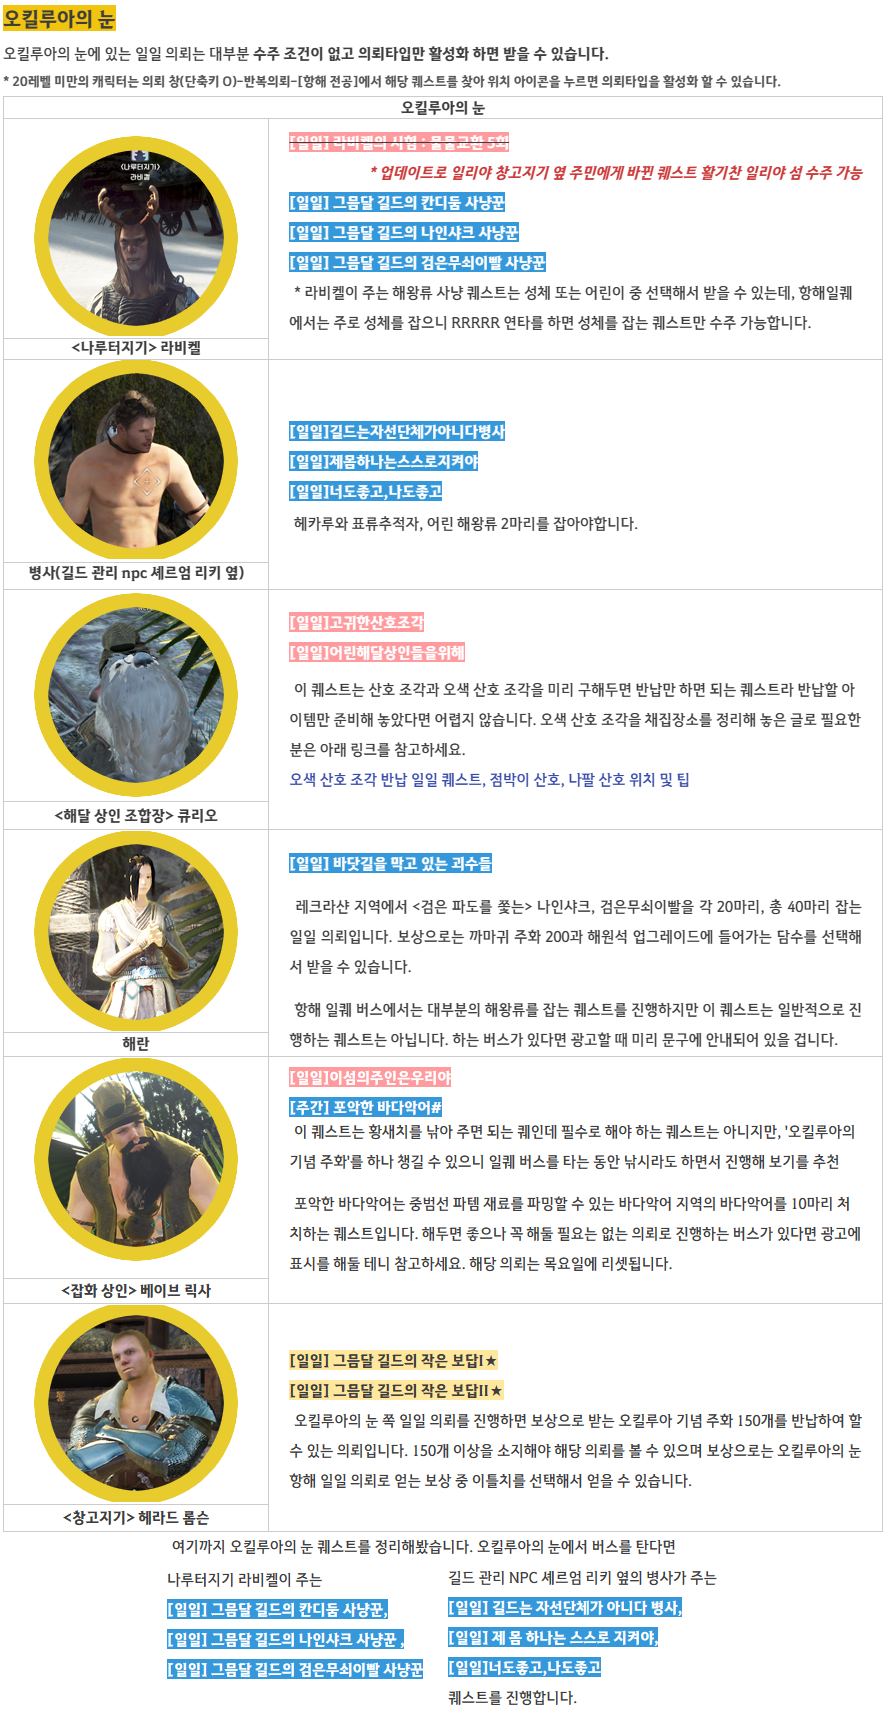 오킬루아의 눈
오킬루아의 눈에 있는 일일 의뢰는 대부분 수주 조건이 없고 의뢰타입만 활성화 하면 받을 수 있습니다.
* 20레벨 미만의 캐릭터는 의뢰 창(단축키 O)-반복의뢰-[항해 전공]에서 해당 퀘스트를 찾아 위치 아이콘을 누르면 의뢰타입을 활성화 할 수 있습니다.
오킬루아의 눈
<나루터지기>
라비켈
<나루터지기> 라비켈
[일일] 라비켈의 시험 : 물물교환 5회
* 업데이트로 일리야 창고지기 옆 주민에게 바뀐 퀘스트 활기찬 일리야 섬 수주 가능
[일일] 그믐달 길드의 칸디둠 사냥꾼
[일일] 그믐달 길드의 나인샤크 사냥꾼
[일일] 그믐달 길드의 검은무쇠이빨 사냥꾼
* 라비켈이 주는 해왕류 사냥 퀘스트는 성체 또는 어린이 중 선택해서 받을 수 있는데, 항해일퀘
에서는 주로 성체를 잡으니 RRRRR 연타를 하면 성체를 잡는 퀘스트만 수주 가능합니다.
병사(길드 관리 npc 셰르엄 리키 옆)
[일일]길드는자선단체가아니다병사
[일일]제몸하나는스스로지켜야
[일일]너도좋고,나도좋고
헤카루와 표류추적자, 어린 해왕류 2마리를 잡아야합니다.
<해달 상인 조합장> 큐리오
[일일]고귀한산호조각
[일일]어린해달상인들을위해
이 퀘스트는 산호 조각과 오색 산호 조각을 미리 구해두면 반납만 하면 되는 퀘스트라 반납할 아
이템만 준비해 놓았다면 어렵지 않습니다. 오색 산호 조각을 채집장소를 정리해 놓은 글로 필요한
분은 아래 링크를 참고하세요.
오색 산호 조각 반납 일일 퀘스트, 점박이 산호, 나팔 산호 위치 및 팁
해란
[일일] 바닷길을 막고 있는 괴수들
레크라샨 지역에서 <검은 파도를 쫓는> 나인샤크, 검은무쇠이빨을 각 20마리, 총 40마리 잡는
일일 의뢰입니다. 보상으로는 까마귀 주화 200과 해원석 업그레이드에 들어가는 담수를 선택해
서 받을 수 있습니다.
항해 일퀘 버스에서는 대부분의 해왕류를 잡는 퀘스트를 진행하지만 이 퀘스트는 일반적으로 진
행하는 퀘스트는 아닙니다. 하는 버스가 있다면 광고할 때 미리 문구에 안내되어 있을 겁니다.
<잡화 상인> 베이브 릭사
[일일]이섬의주인은우리야
[주간] 포악한 바다악어#
이 퀘스트는 황새치를 낚아 주면 되는 퀘인데 필수로 해야 하는 퀘스트는 아니지만, '오킬루아의
기념 주화'를 하나 챙길 수 있으니 일퀘 버스를 타는 동안 낚시라도 하면서 진행해 보기를 추천
포악한 바다악어는 중범선 파템 재료를 파밍할 수 있는 바다악어 지역의 바다악어를 10마리 처
치하는 퀘스트입니다. 해두면 좋으나 꼭 해둘 필요는 없는 의뢰로 진행하는 버스가 있다면 광고에
표시를 해둘 테니 참고하세요. 해당 의뢰는 목요일에 리셋됩니다.
<창고지기> 헤라드 롬슨
[일일] 그믐달 길드의 작은 보답I★
[일일] 그믐달 길드의 작은 보답II★
오킬루아의 눈 쪽 일일 의뢰를 진행하면 보상으로 받는 오킬루아 기념 주화 150개를 반납하여 할
수 있는 의뢰입니다. 150개 이상을 소지해야 해당 의뢰를 볼 수 있으며 보상으로는 오킬루아의 눈
항해 일일 의뢰로 얻는 보상 중 이틀치를 선택해서 얻을 수 있습니다.
여기까지 오킬루아의 눈 퀘스트를 정리해봤습니다. 오킬루아의 눈에서 버스를 탄다면
나루터지기 라비켈이 주는
[일일] 그믐달 길드의 칸디둠 사냥꾼,
[일일] 그믐달 길드의 나인샤크 사냥꾼 ,
[일일] 그믐달 길드의 검은무쇠이빨 사냥꾼
길드 관리 NPC 셰르엄 리키 옆의 병사가 주는
[일일] 길드는 자선단체가 아니다 병사,
[일일] 제 몸 하나는 스스로 지켜야,
[일일]너도좋고,나도좋고
퀘스트를 진행합니다.